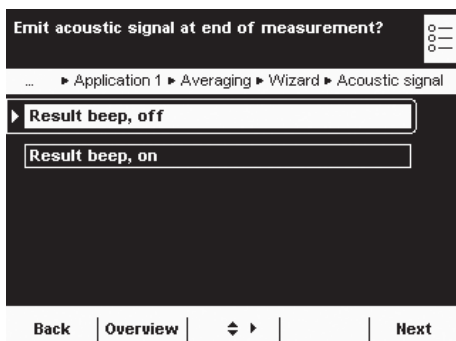 Emit acoustic signal at end of measurement?
... ▸ Application 1 ▸ Averaging ▸ Wizard ▸ Acoustic signal
Result beep, off
Result beep, on
Back Overview Next